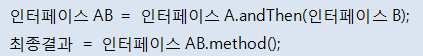 인터페이스 AB = 인터페이스 A.andThen(인터페이스 B);
최종결과 = 인터페이스 AB.method();